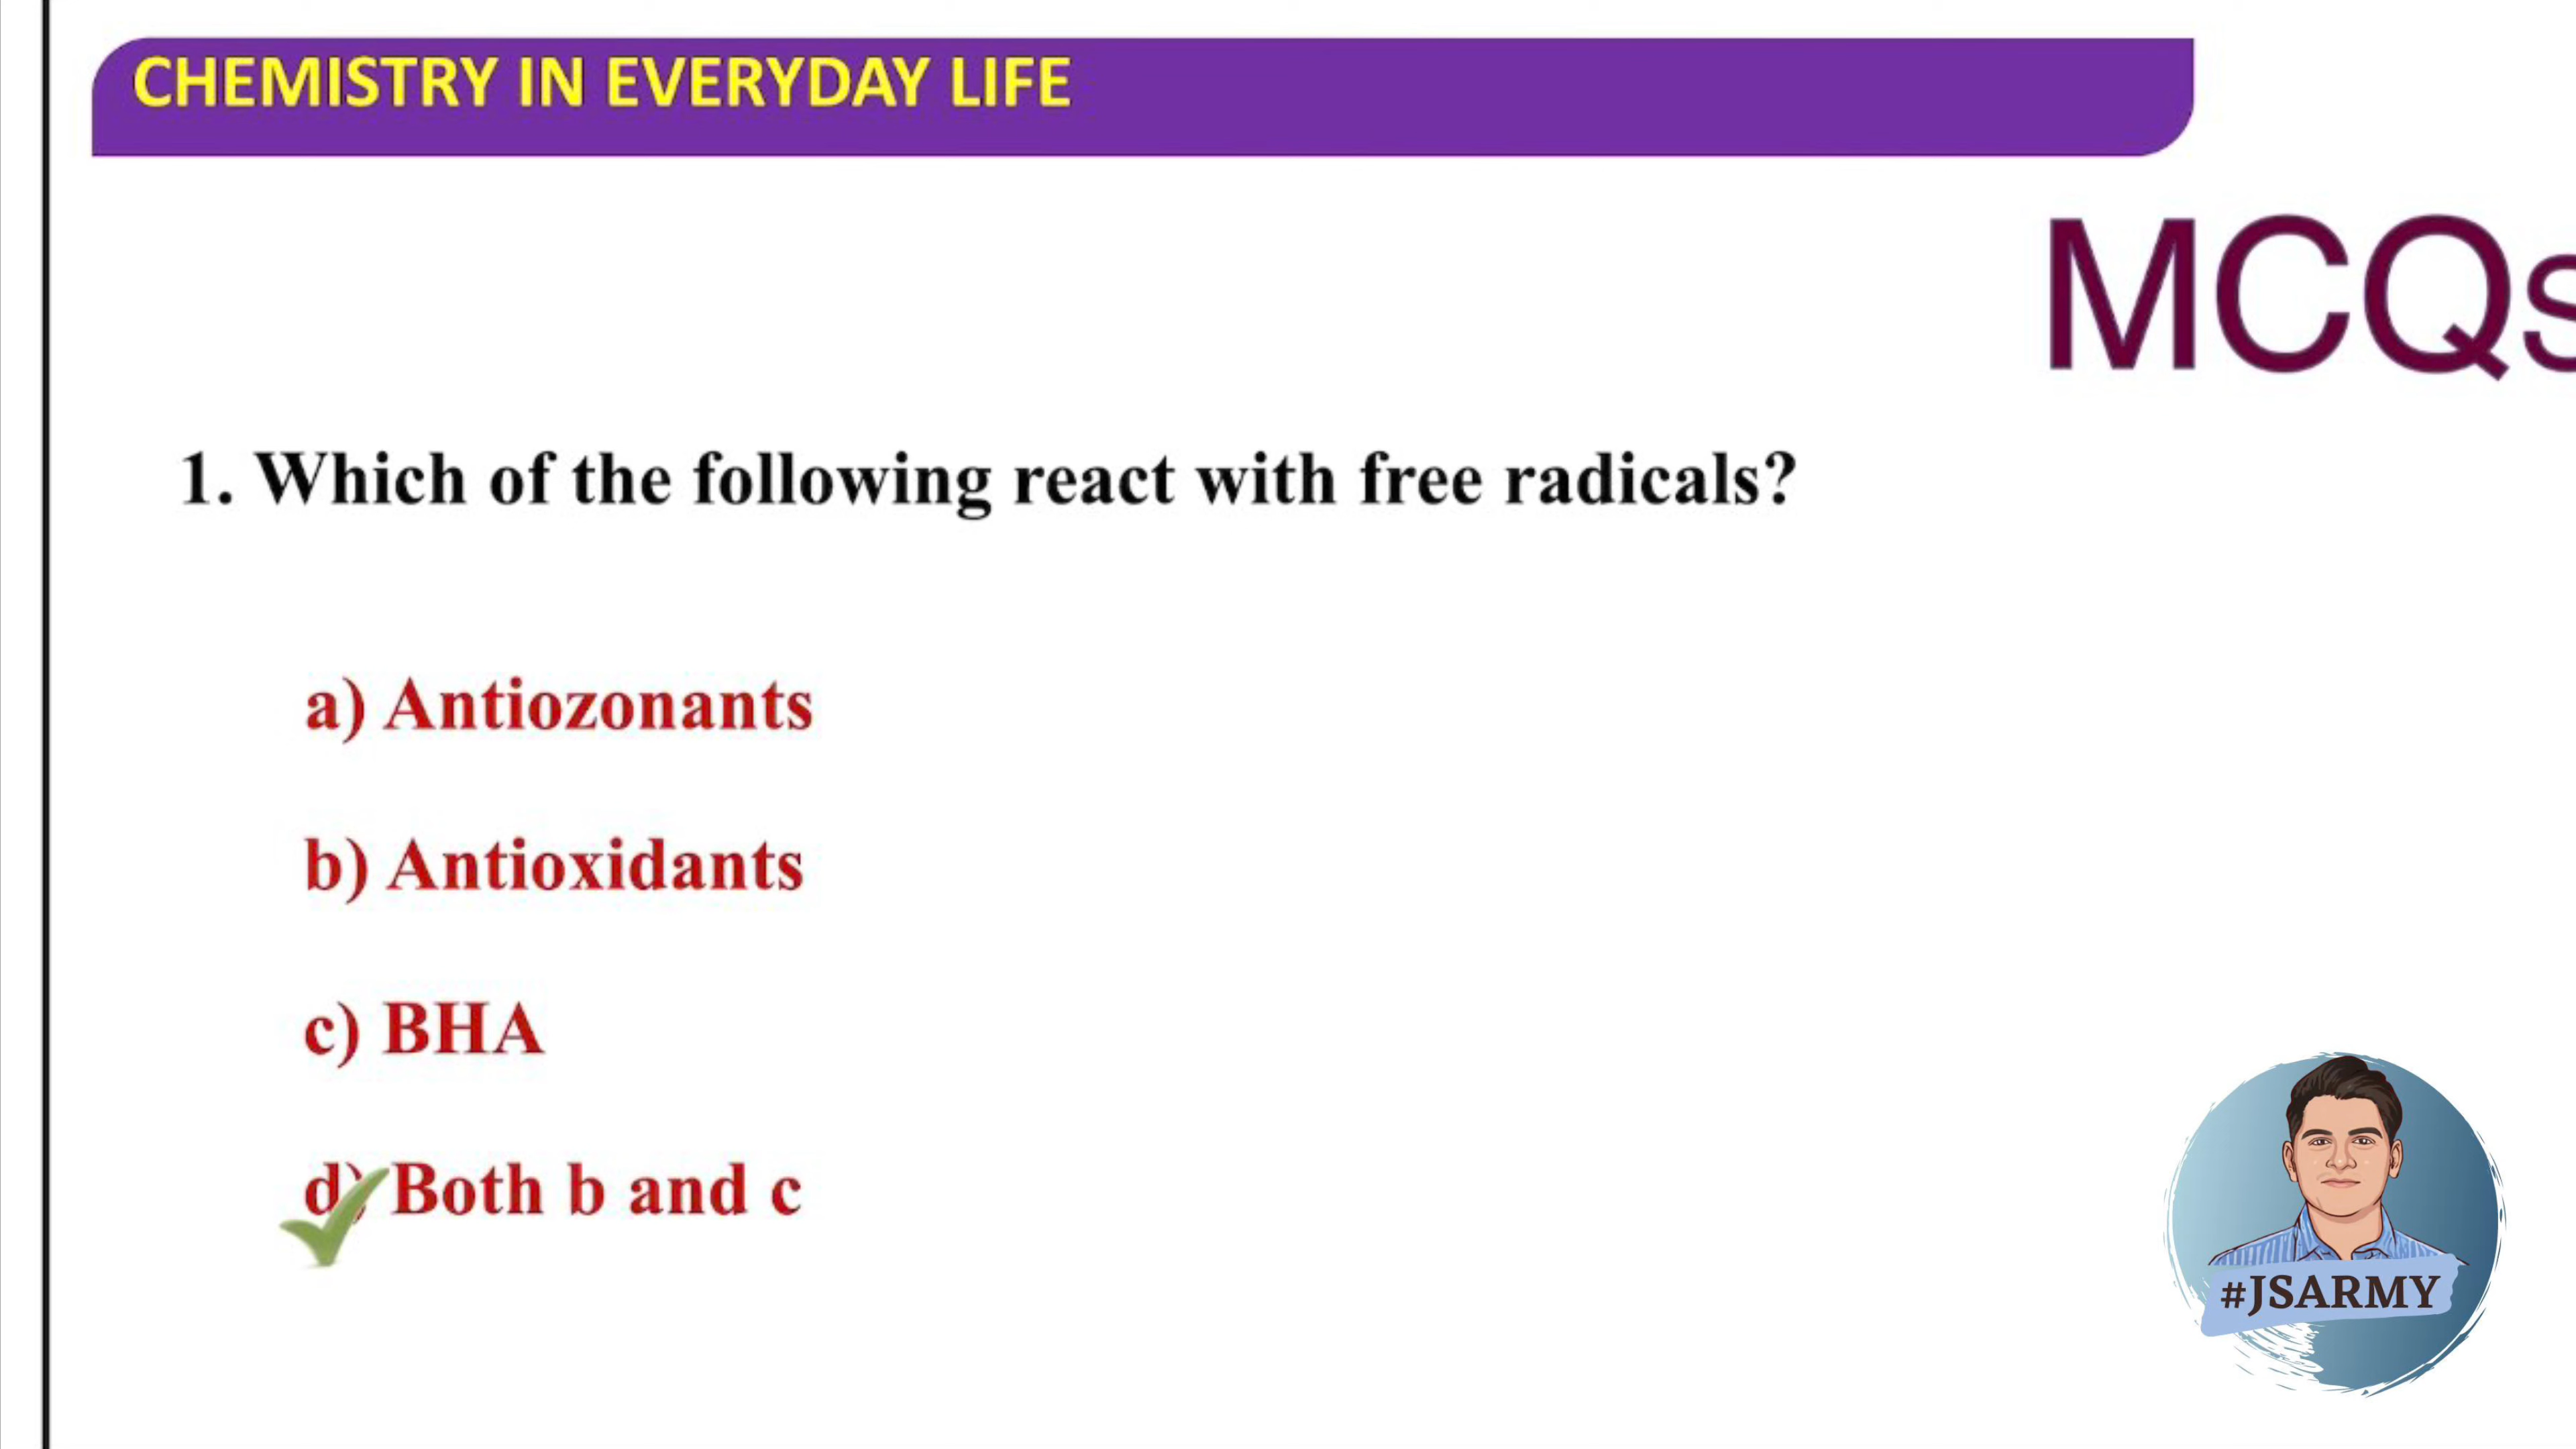 CHEMISTRY IN EVERYDAY LIFE
MCQs
1. Which of the following react with free radicals?
a) Antiozonants
b) Antioxidants
c) BHA
d) Both b and c
#JSARMY